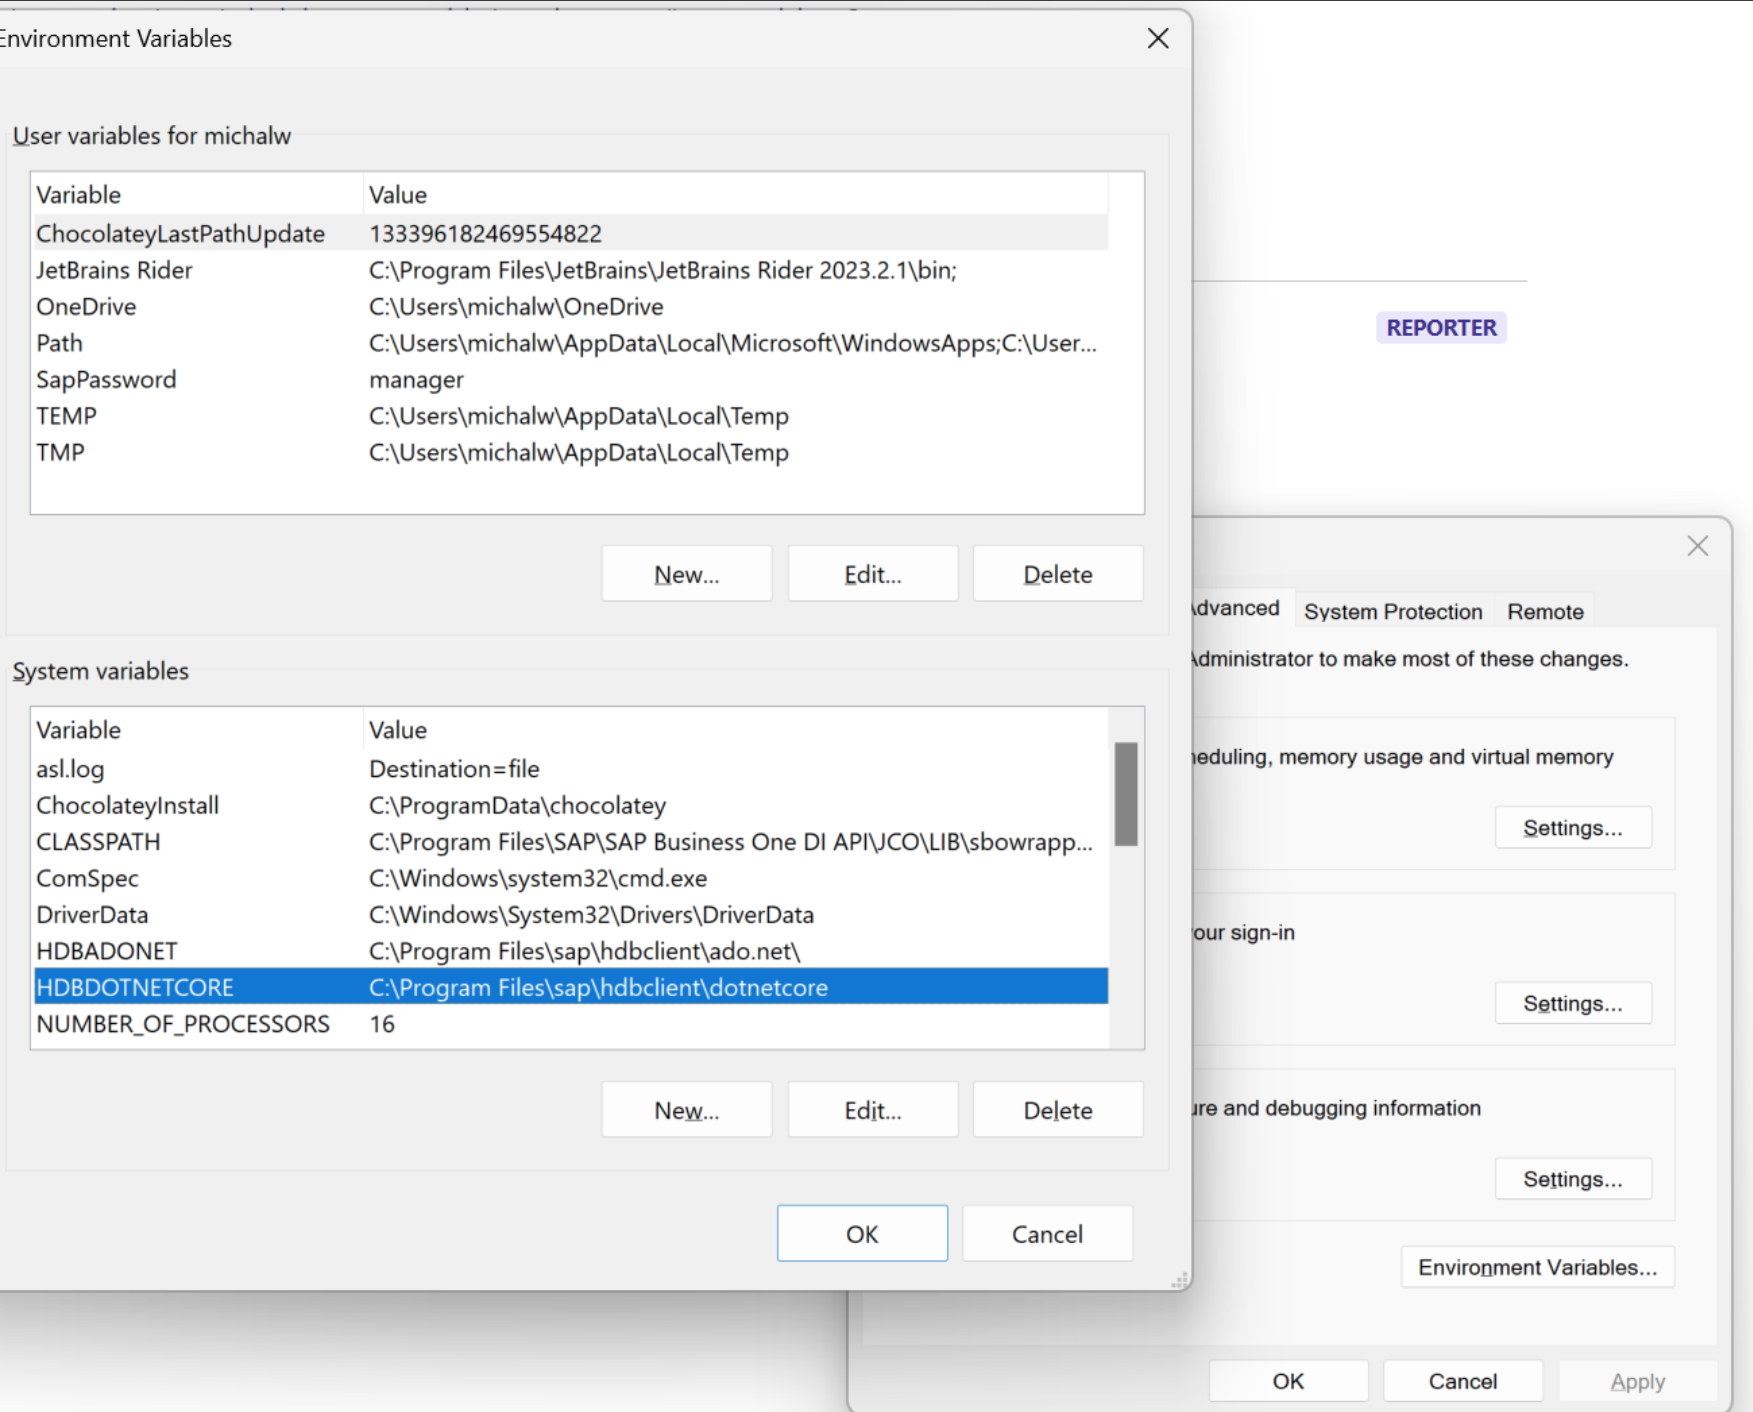 Environment Variables
User variables for michalw
Variable Value
ChocolateyLastPathUpdate 133396182469554822
JetBrains Rider C:\Program Files\JetBrains\JetBrains Rider 2023.2.1\bin;
OneDrive C:\Users\michalw\OneDrive
Path C:\Users\michalw\AppData\Local\Microsoft\WindowsApps;C:\User...
SapPassword manager
TEMP C:\Users\michalw\AppData\Local\Temp
TMP C:\Users\michalw\AppData\Local\Temp
New... Edit... Delete
System variables
Variable Value
asl.log Destination=file
ChocolateyInstall C:\ProgramData\chocolatey
CLASSPATH C:\Program Files\SAP\SAP Business One DI API\JCO\LIB\sbowrapp...
ComSpec C:\Windows\system32\cmd.exe
DriverData C:\Windows\System32\Drivers\DriverData
HDBADONET C:\Program Files\sap\hdbclient\ado.net\
HDBDOTNETCORE C:\Program Files\sap\hdbclient\dotnetcore
NUMBER_OF_PROCESSORS 16
New... Edit... Delete
OK Cancel
REPORTER
Advanced System Protection Remote
Administrator to make most of these changes.
heduling, memory usage and virtual memory
Settings...
our sign-in
Settings...
ure and debugging information
Settings...
Environment Variables...
OK Cancel Apply